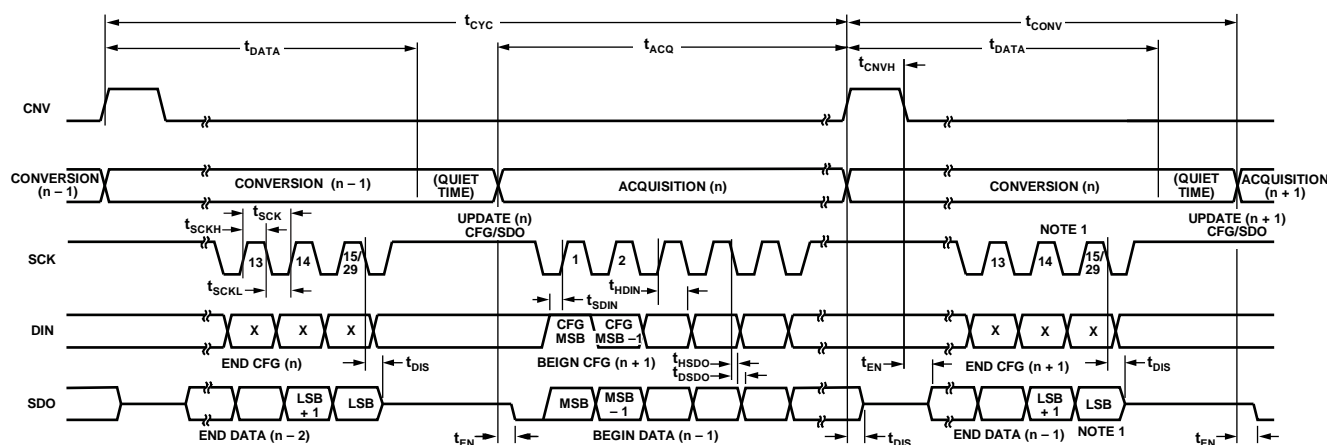 tCYC
tCONV
tDATA
tACQ
tDATA
tCNVH
CNV
CONVERSION
(n – 1)
CONVERSION (n – 1)
(QUIET
TIME)
ACQUISITION (n)
CONVERSION (n)
(QUIET
TIME)
ACQUISITION
(n + 1)
UPDATE (n)
CFG/SDO
UPDATE (n + 1)
CFG/SDO
NOTE 1
tSCK
tSCKH
SCK
13
14
15/
29
1
2
13
14
15/
29
tSCKL
tHDIN
tSDIN
DIN
X
X
X
CFG
MSB
CFG
MSB –1
X
X
X
END CFG (n)
tDIS
BEIGN CFG (n + 1)
tHSDO
tDSDO
tEN
END CFG (n + 1)
tDIS
SDO
LSB
+ 1
LSB
MSB
MSB
–1
LSB
+ 1
LSB
END DATA (n – 2)
tEN
BEGIN DATA (n – 1)
tDIS
END DATA (n – 1)
NOTE 1
tEN